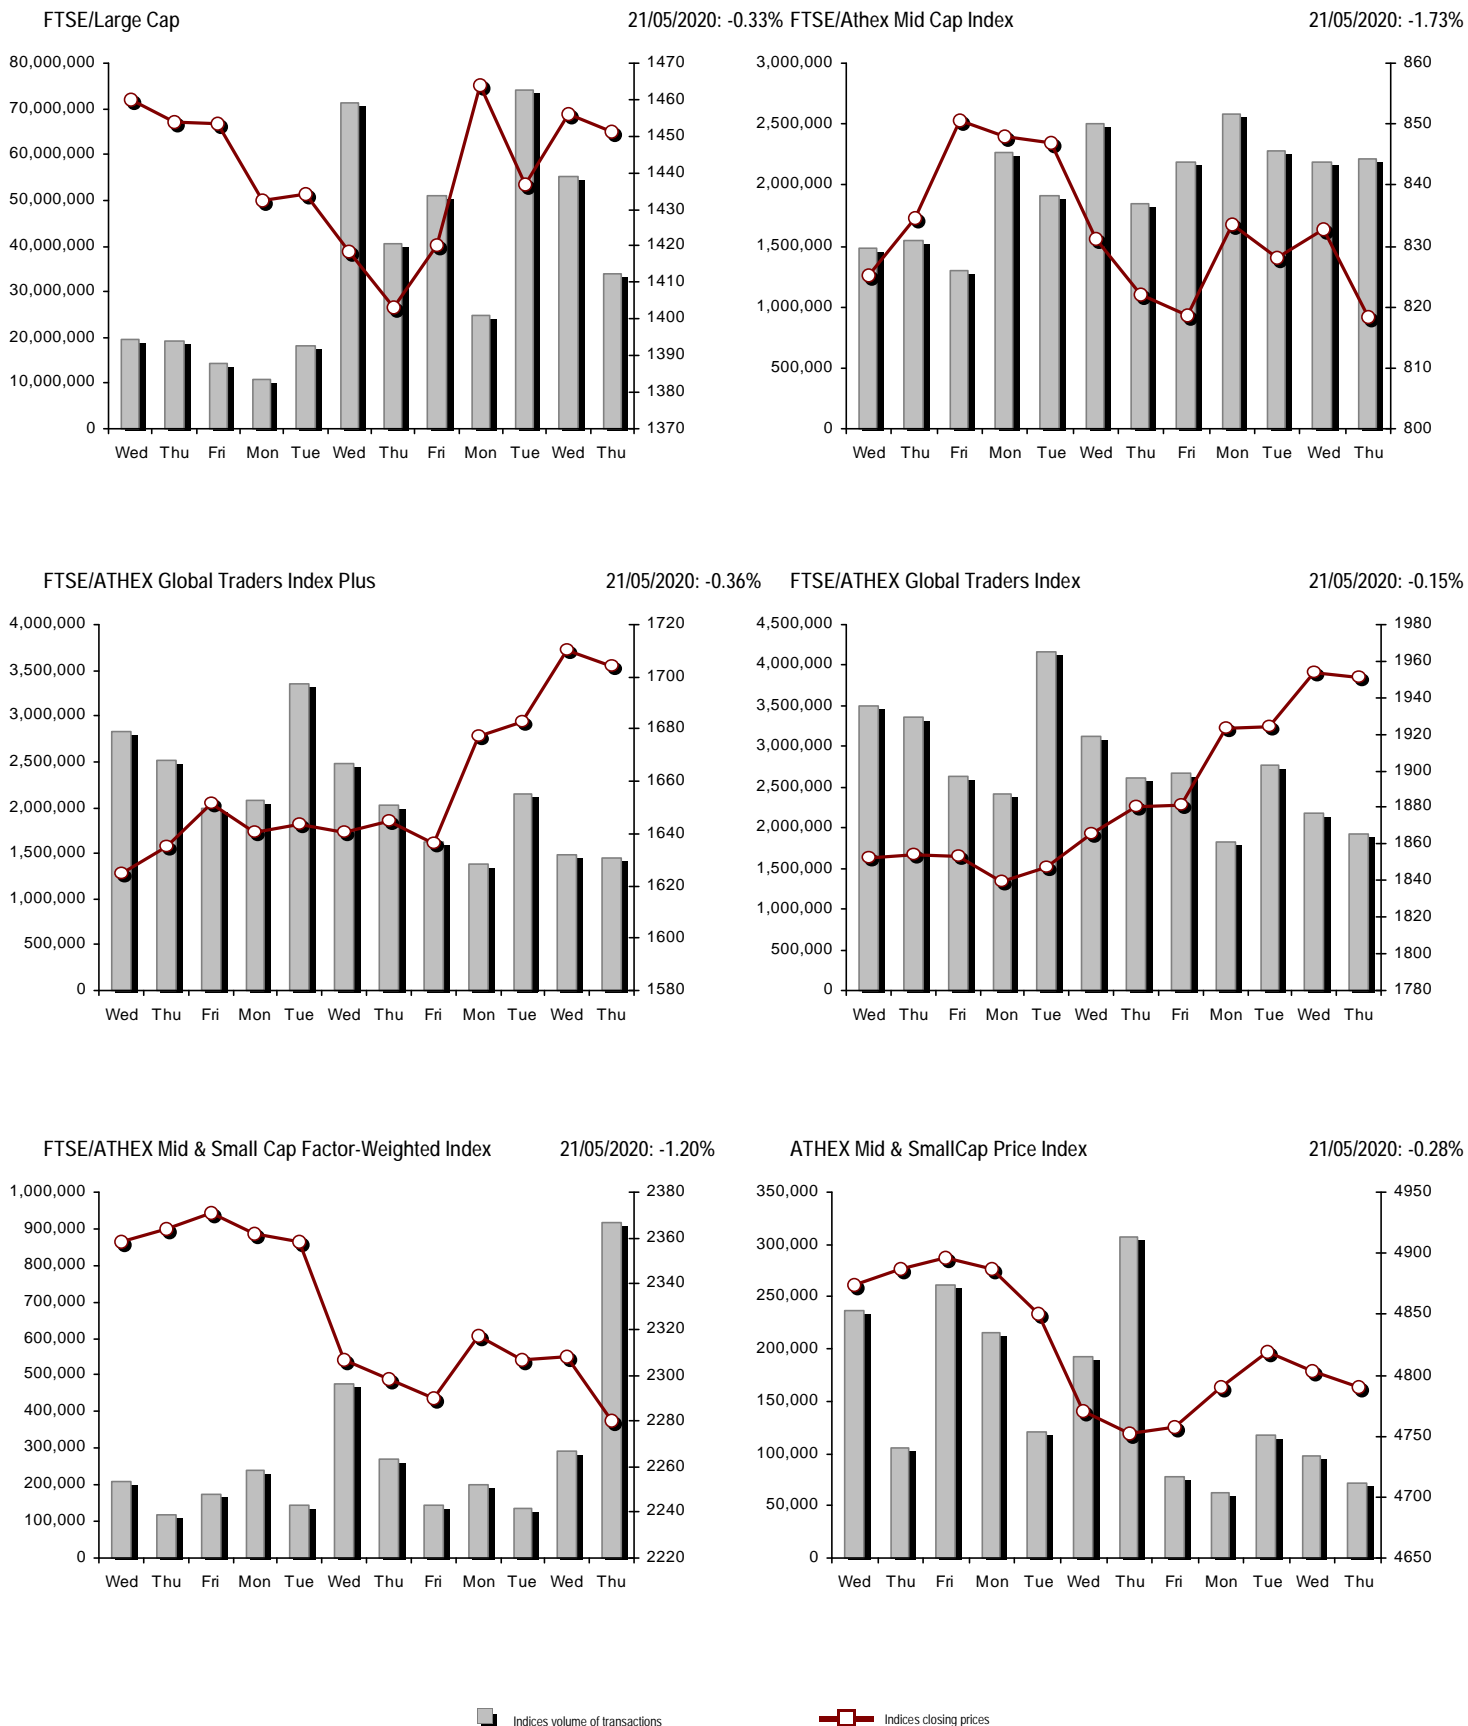 FTSE/Large Cap 21/05/2020: -0.33% FTSE/Athex Mid Cap Index 21/05/2020: -1.73%
80,000,000 1470 3,000,000 860
70,000,000 1460 2,500,000 850
60,000,000 1450 2,000,000 840
50,000,000 1440 1,500,000 830
40,000,000 1430 1,000,000 820
30,000,000 1420 500,000 810
20,000,000 1410 0 800
10,000,000 1400
0 1390
1380
1370
Wed Thu Fri Mon Tue Wed Thu Fri Mon Tue Wed Thu Wed Thu Fri Mon Tue Wed Thu Fri Mon Tue Wed Thu
FTSE/ATHEX Global Traders Index Plus 21/05/2020: -0.36% FTSE/ATHEX Global Traders Index 21/05/2020: -0.15%
4,000,000 1720 4,500,000 1980
3,500,000 1700 4,000,000 1960
3,000,000 1680 3,500,000 1940
2,500,000 1660 3,000,000 1920
2,000,000 1640 2,500,000 1900
1,500,000 1620 2,000,000 1880
1,000,000 1600 1,500,000 1860
500,000 1580 1,000,000 1840
0 500,000 1820
0 1800
1780
Wed Thu Fri Mon Tue Wed Thu Fri Mon Tue Wed Thu Wed Thu Fri Mon Tue Wed Thu Fri Mon Tue Wed Thu
FTSE/ATHEX Mid & Small Cap Factor-Weighted Index 21/05/2020: -1.20% ATHEX Mid & SmallCap Price Index 21/05/2020: -0.28%
1,000,000 2380 350,000 4950
900,000 2360 300,000 4900
800,000 2340 250,000 4850
700,000 2320 200,000 4800
600,000 2300 150,000 4750
500,000 2280 100,000 4700
400,000 2260 50,000 4650
300,000 2240 0
200,000 2220
100,000
0
Wed Thu Fri Mon Tue Wed Thu Fri Mon Tue Wed Thu Wed Thu Fri Mon Tue Wed Thu Fri Mon Tue Wed Thu
Indices volume of transactions Indices closing prices